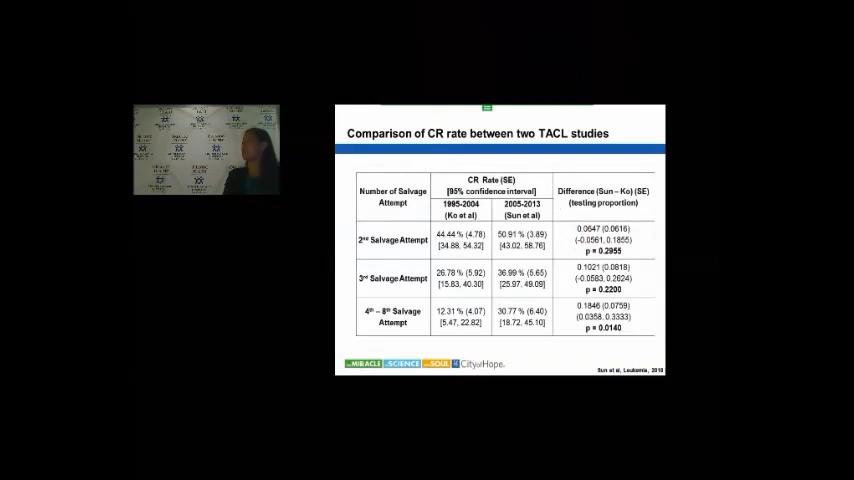 Comparison of CR rate between two TACL studies
Number of Salvage Attempt
CR Rate (SE)
[95% confidence interval]
Difference (Sun – Ko) (SE)
(testing proportion)
1995-2004
(Ko et al)
2005-2013
(Sun et al)
2nd Salvage Attempt
44.44 % (4.78)
[34.88, 54.32]
50.91 % (3.89)
[43.02, 58.76]
0.0647 (0.0616)
(-0.0561, 0.1855)
p = 0.2955
3rd Salvage Attempt
26.78 % (5.92)
[15.83, 40.30]
36.99 % (5.65)
[25.97, 49.09]
0.1021 (0.0818)
(-0.0583, 0.2624)
p = 0.2200
4th – 8th Salvage
Attempt
12.31 % (4.07)
[5.47, 22.82]
30.77 % (6.40)
[18.72, 45.10]
0.1846 (0.0759)
(0.0358, 0.3333)
p = 0.0140
MIRACLE SCIENCE SOUL City of Hope.
Sun et al, Leukemia, 2018